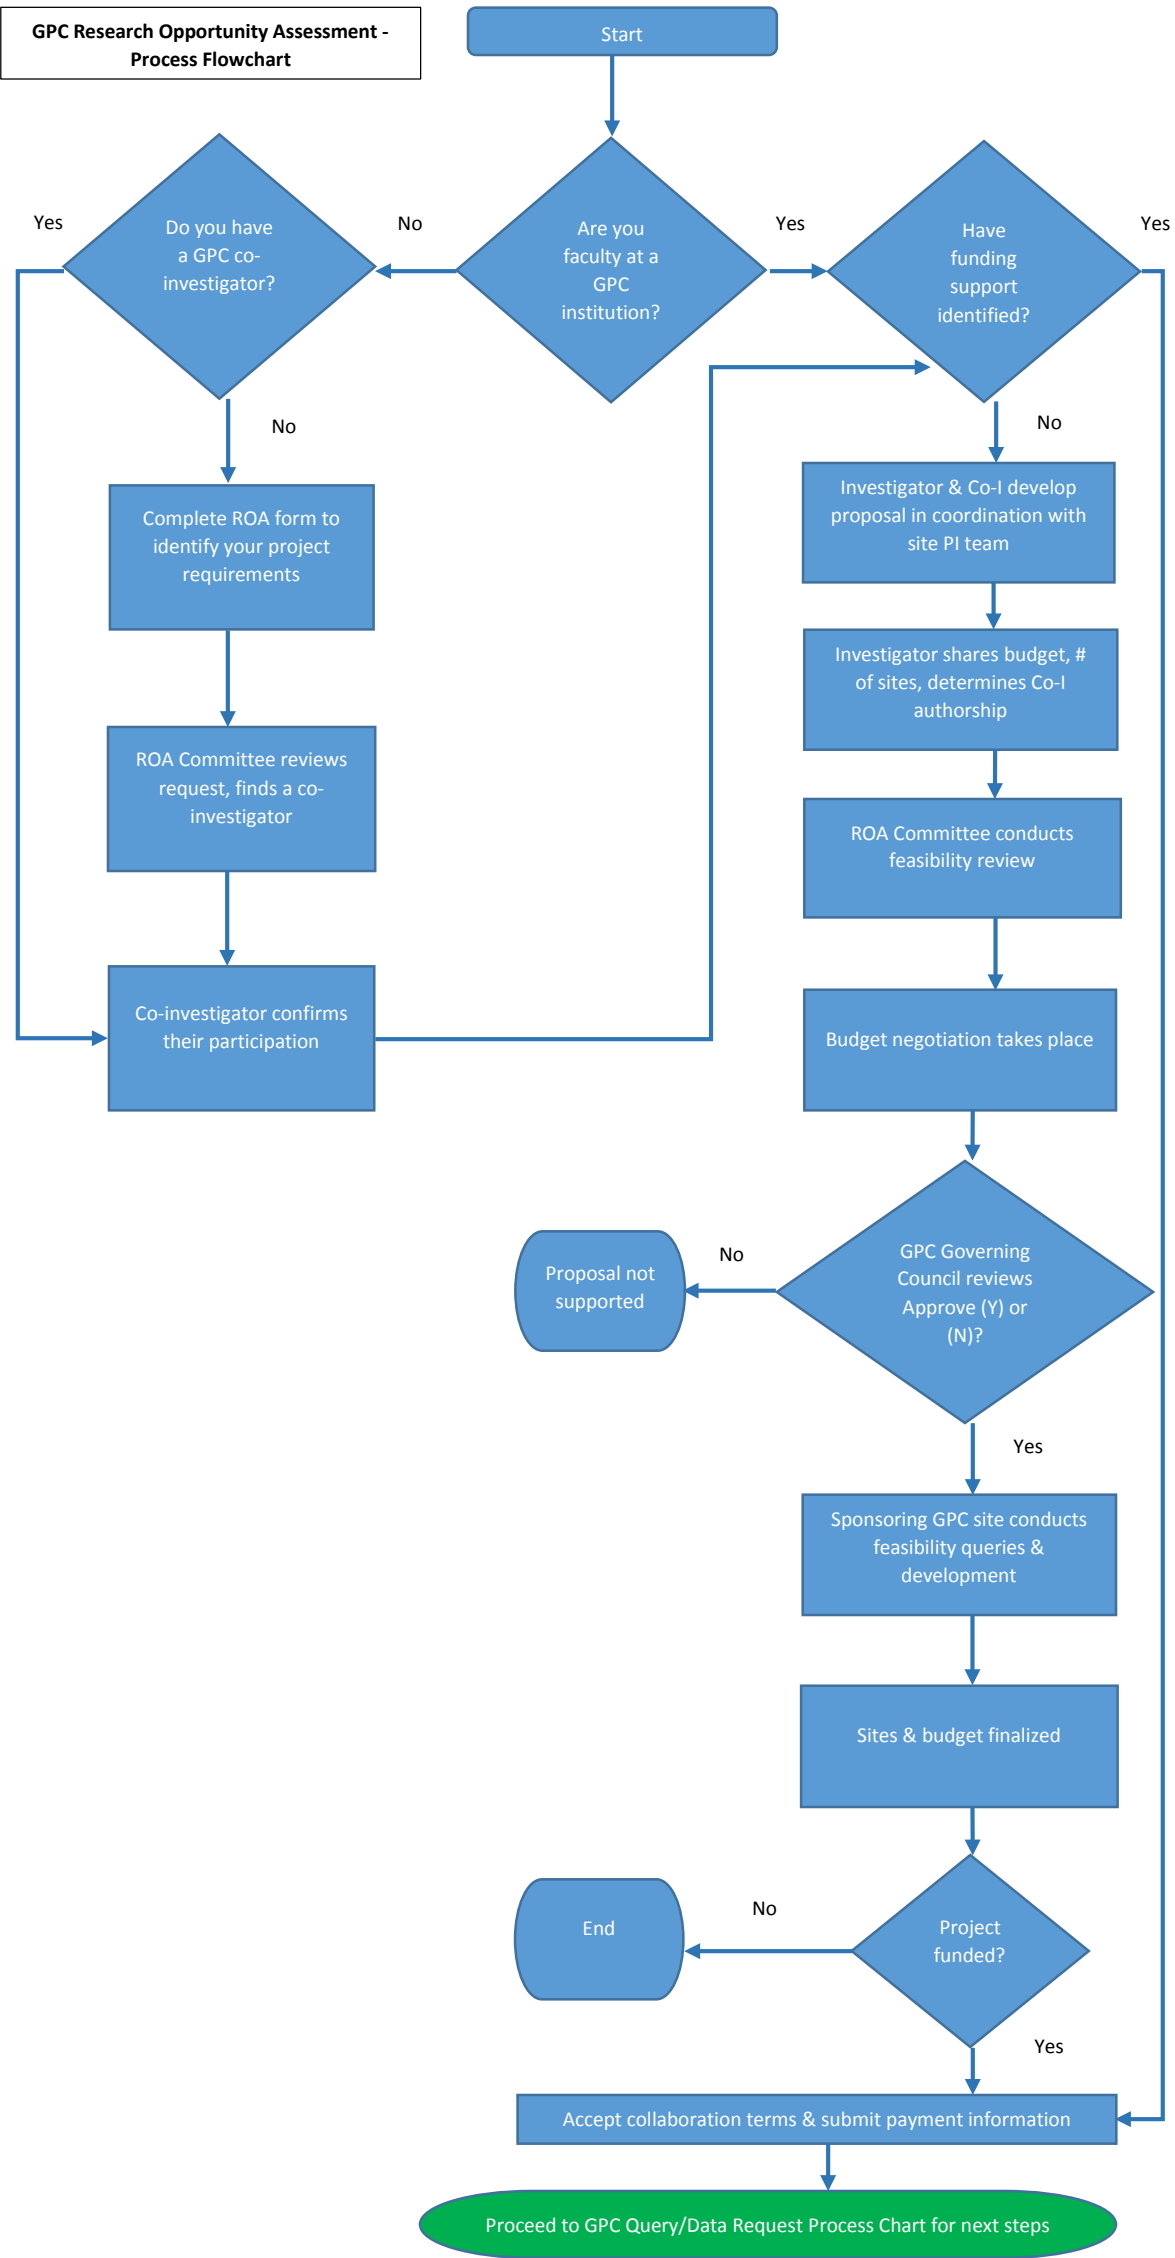 GPC Research Opportunity Assessment -
Process Flowchart
Start
Yes
Do you have
a GPC co-
investigator?
No
Are you
faculty at a
GPC
institution?
Yes
Have
funding
support
identified?
Yes
No
No
Complete ROA form to
identify your project
requirements
Investigator & Co-I develop
proposal in coordination with
site PI team
Investigator shares budget, #
of sites, determines Co-I
authorship
ROA Committee reviews
request, finds a co-
investigator
ROA Committee conducts
feasibility review
Co-investigator confirms
their participation
Budget negotiation takes place
GPC Governing
Council reviews
Approve (Y) or
(N)?
No
Proposal not
supported
Yes
Sponsoring GPC site conducts
feasibility queries &
development
Sites & budget finalized
Project
funded?
No
End
Yes
Accept collaboration terms & submit payment information
Proceed to GPC Query/Data Request Process Chart for next steps